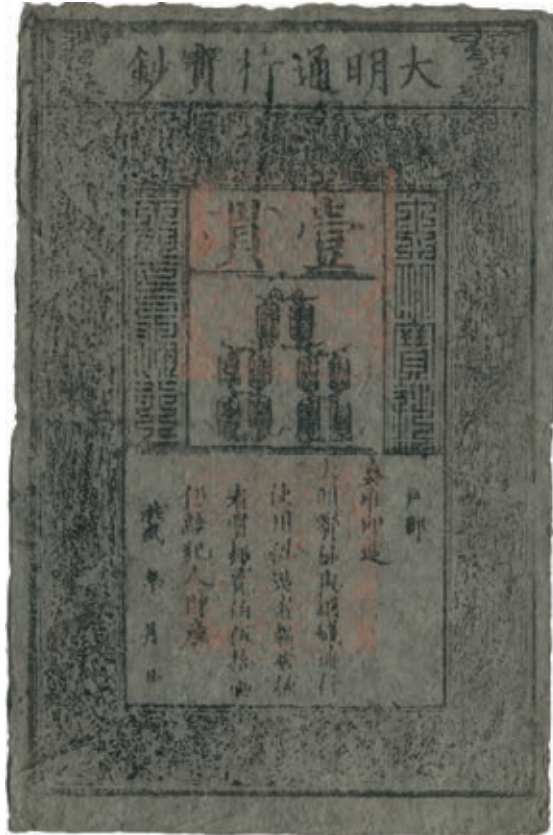 大明通行寶鈔
壹貫
戶部
奏准印造
大明寶鈔與銅錢通行
使用偽造者斬告捕
者賞銀貳伯伍拾兩
仍給犯人財產
洪武 年 月 日